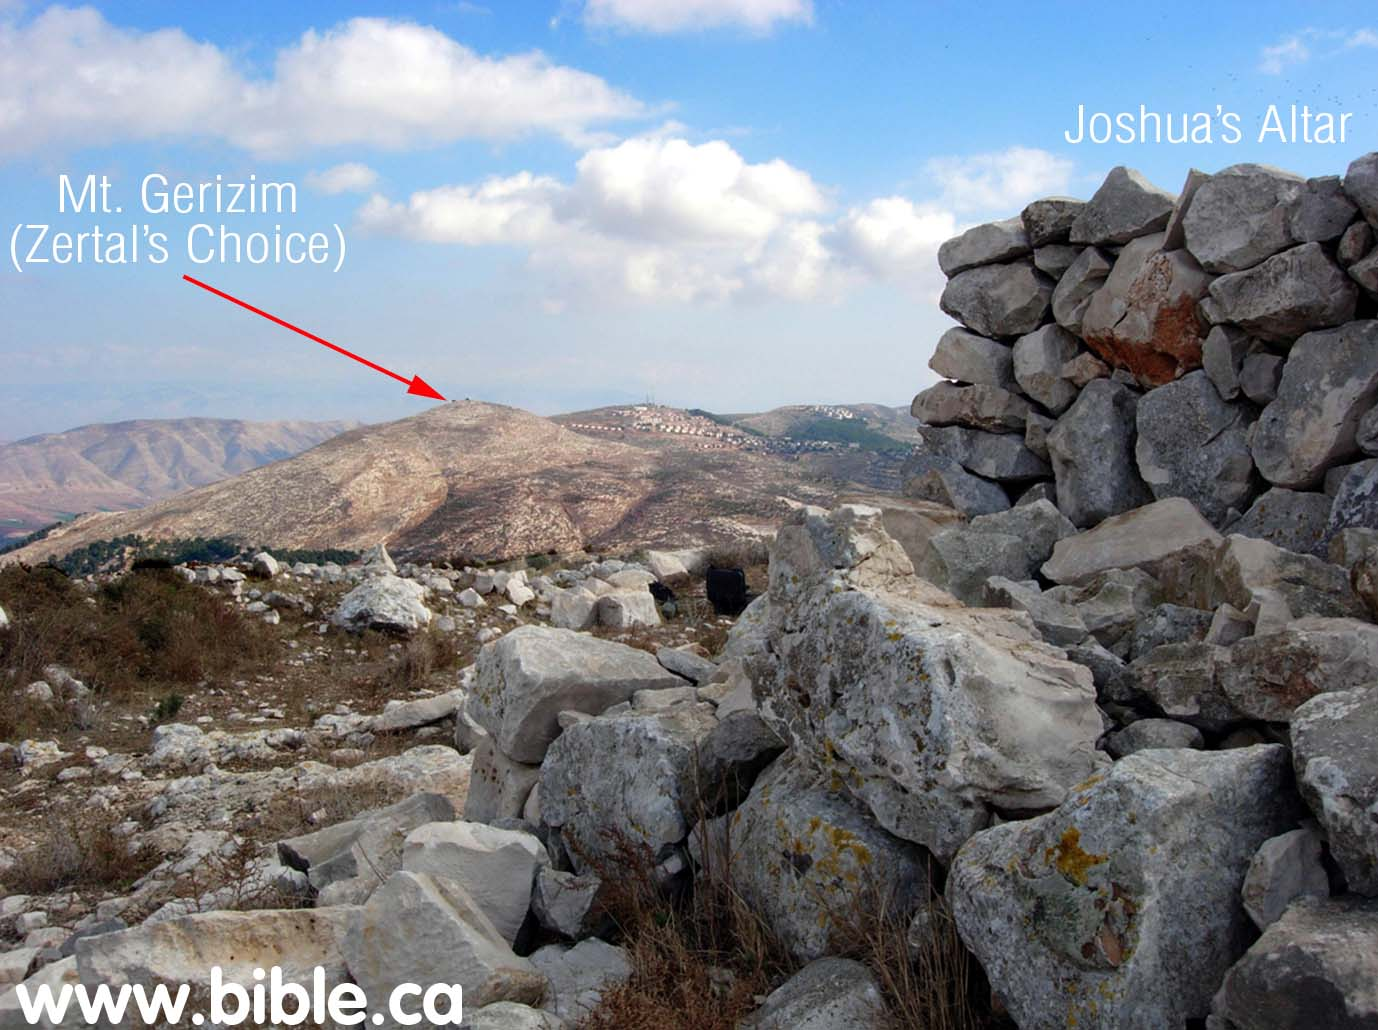 Joshua's Altar
Mt. Gerizim
(Zertal's Choice)
www.bible.ca